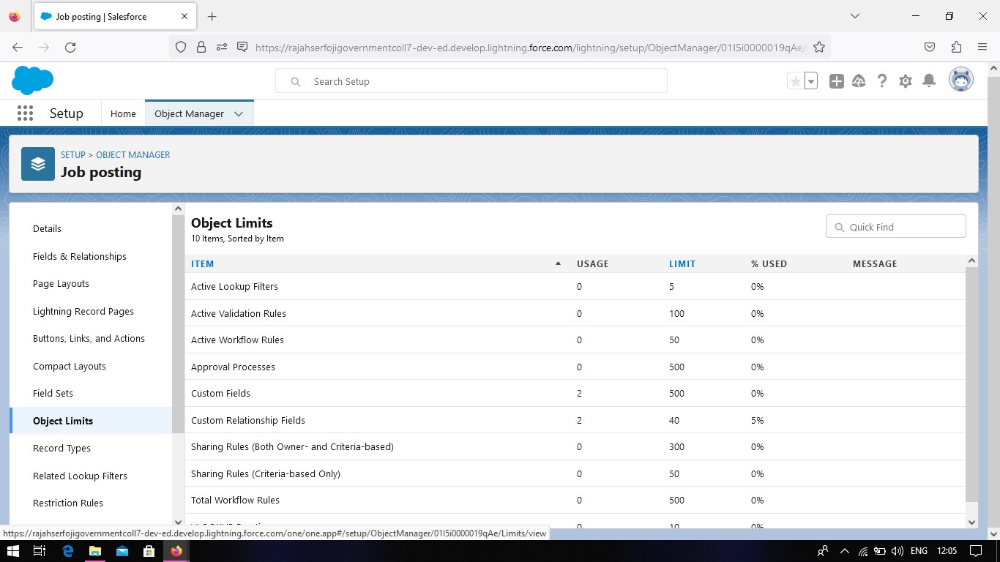 Job posting | Salesforce
https://rajahserfojigovernmentcoll7-dev-ed.develop.lightning.force.com/lightning/setup/ObjectManager/01I5i0000019qAe/
Search Setup
Setup
Home
Object Manager
SETUP > OBJECT MANAGER
Job posting
Details
Fields & Relationships
Page Layouts
Lightning Record Pages
Buttons, Links, and Actions
Compact Layouts
Field Sets
Object Limits
Record Types
Related Lookup Filters
Restriction Rules
Object Limits
10 Items, Sorted by Item
Quick Find
ITEM USAGE LIMIT % USED MESSAGE
Active Lookup Filters 0 5 0%
Active Validation Rules 0 100 0%
Active Workflow Rules 0 50 0%
Approval Processes 0 500 0%
Custom Fields 2 500 0%
Custom Relationship Fields 2 40 5%
Sharing Rules (Both Owner- and Criteria-based) 0 300 0%
Sharing Rules (Criteria-based Only) 0 50 0%
Total Workflow Rules 0 500 0%
0 10 0%
https://rajahserfojigovernmentcoll7-dev-ed.develop.lightning.force.com/one/one.app#/setup/ObjectManager/01I5i0000019qAe/Limits/view
ENG 12:05